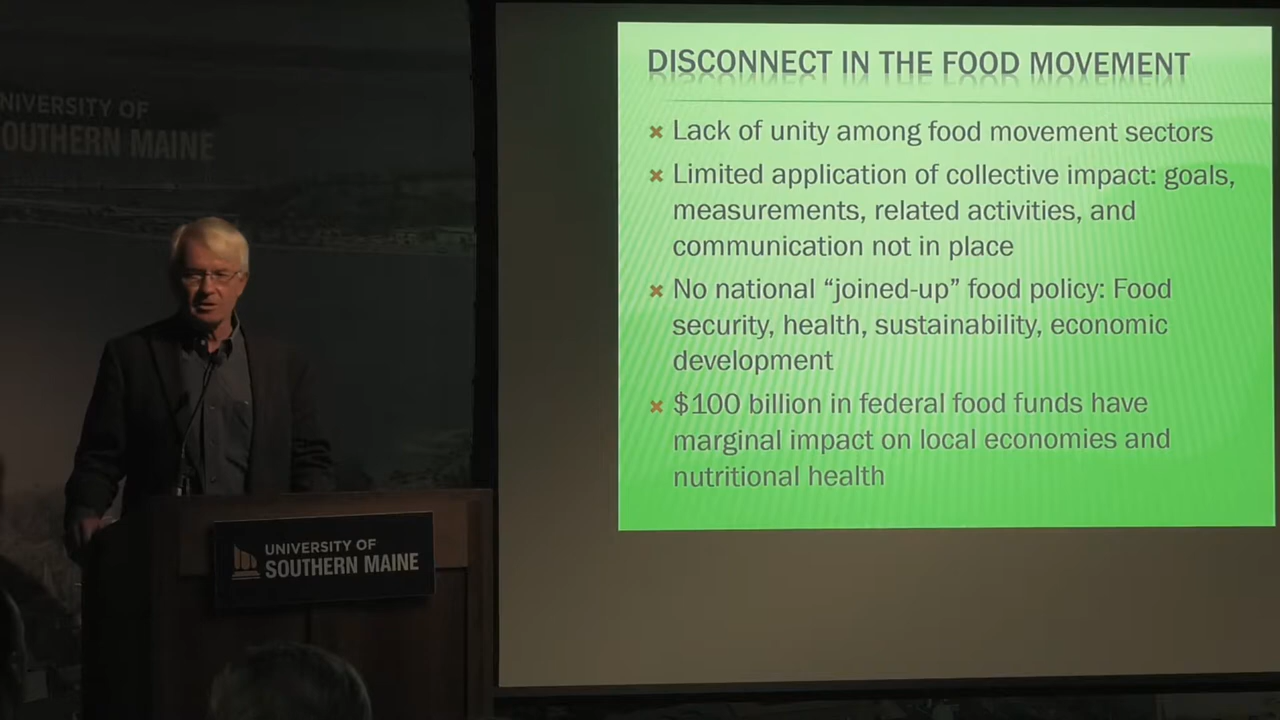 NIVERSITY OF
OUTHERN MAINE
DISCONNECT IN THE FOOD MOVEMENT
Lack of unity among food movement sectors
Limited application of collective impact: goals,
measurements, related activities, and
communication not in place
No national “joined-up” food policy: Food
security, health, sustainability, economic
development
$100 billion in federal food funds have
marginal impact on local economies and
nutritional health
UNIVERSITY OF
SOUTHERN MAINE